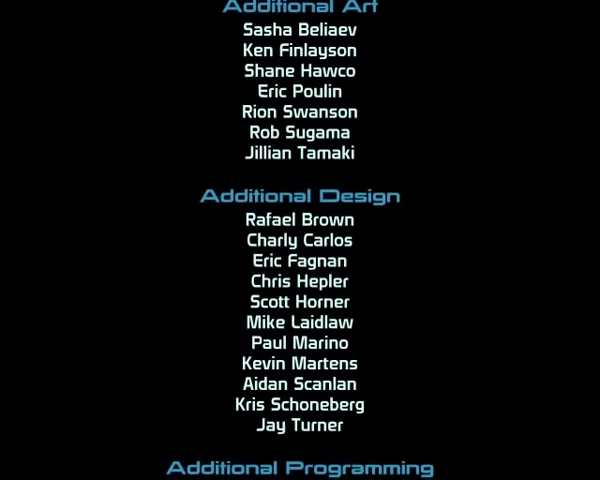 Additional Art
Sasha Beliaev
Ken Finlayson
Shane Hawco
Eric Poulin
Rion Swanson
Rob Sugama
Jillian Tamaki
Additional Design
Rafael Brown
Charly Carlos
Eric Fagnan
Chris Hepler
Scott Horner
Mike Laidlaw
Paul Marino
Kevin Martens
Aidan Scanlan
Kris Schoneberg
Jay Turner
Additional Programming